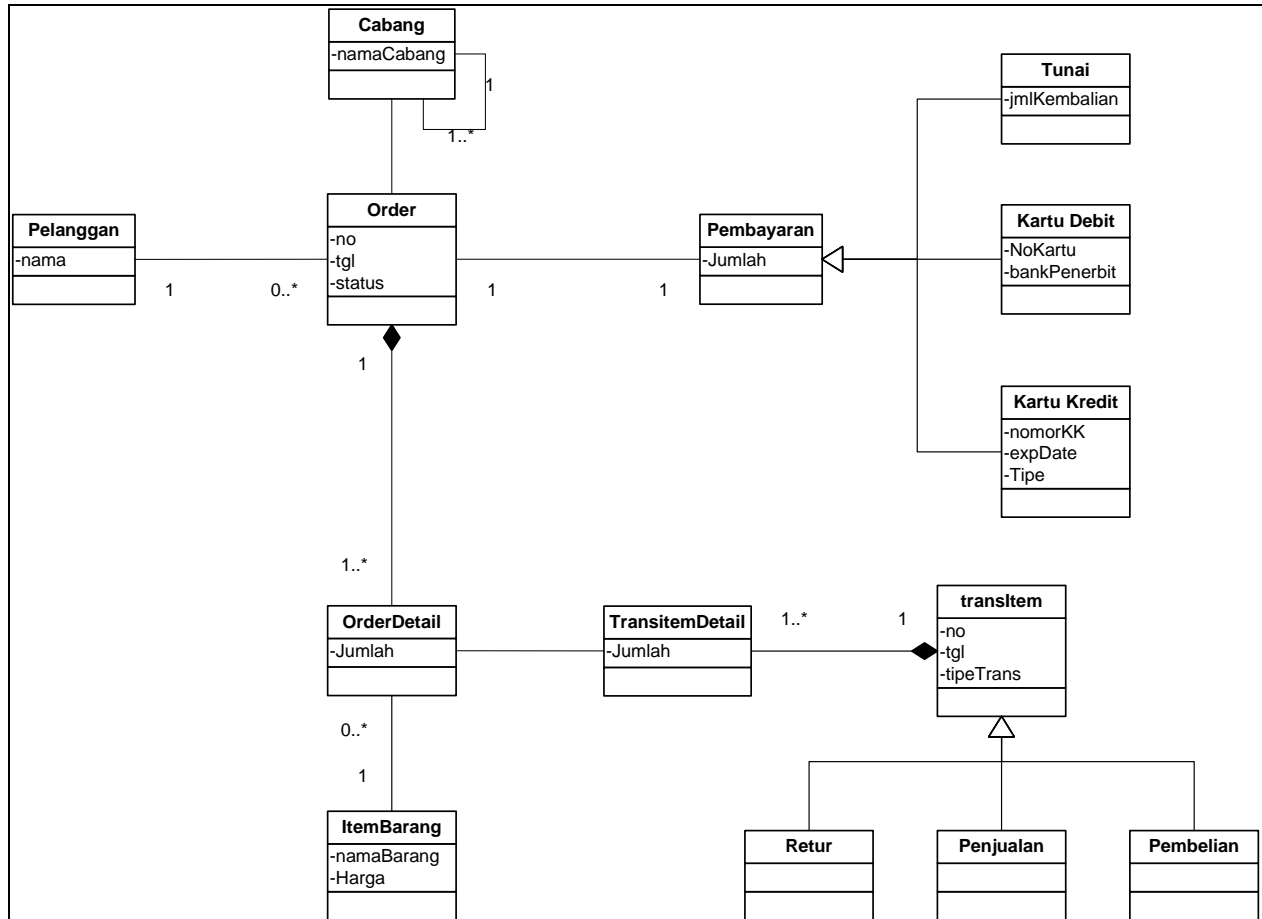 Cabang
-namaCabang
1
1..*
Tunai
-jmlKembalian
Pelanggan
-nama
1
0..*
Order
-no
-tgl
-status
1
1
Pembayaran
-Jumlah
Kartu Debit
-NoKartu
-bankPenerbit
Kartu Kredit
-nomorKK
-expDate
-Tipe
1
1..*
OrderDetail
-Jumlah
TransitemDetail
-Jumlah
1..*
1
transItem
-no
-tgl
-tipeTrans
0..*
1
ItemBarang
-namaBarang
-Harga
Retur
Penjualan
Pembelian